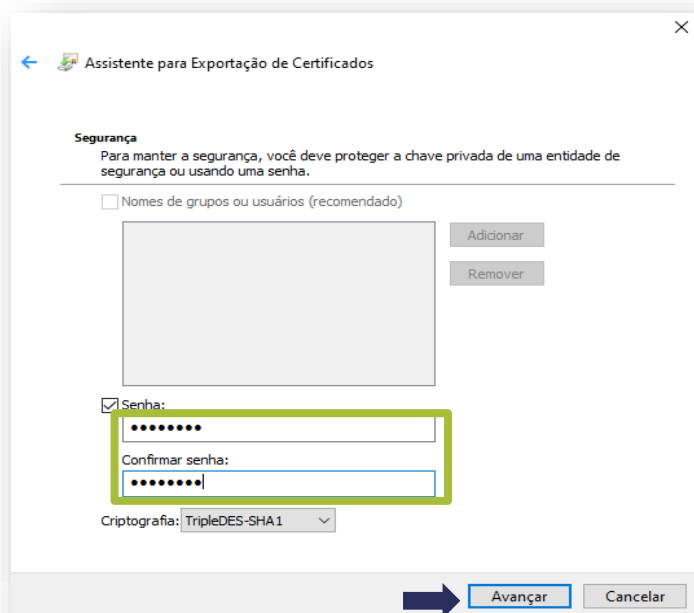 Assistente para Exportação de Certificados
Segurança
Para manter a segurança, você deve proteger a chave privada de uma entidade de
segurança ou usando uma senha.
Nomes de grupos ou usuários (recomendado)
Adicionar
Remover
Senha:
••••••••
Confirmar senha:
••••••••
Criptografia: TripleDES-SHA1
Avançar Cancelar